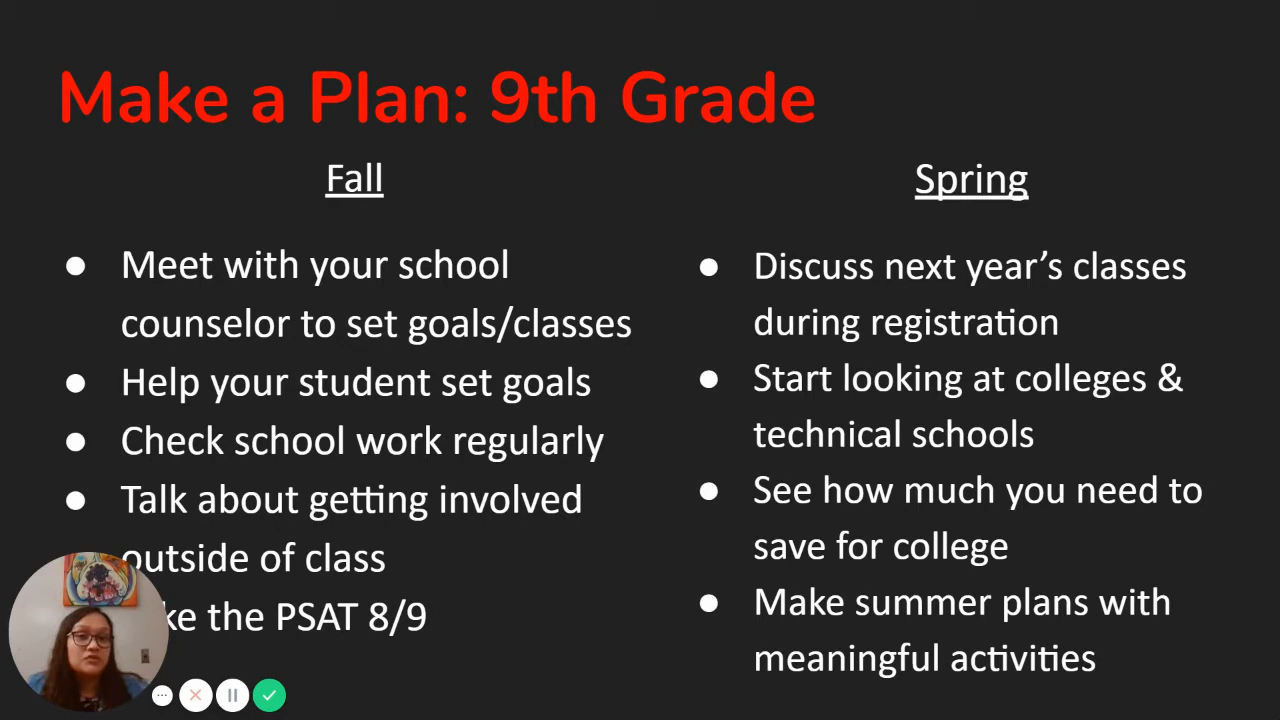 Make a Plan: 9th Grade
Fall
● Meet with your school
counselor to set goals/classes
● Help your student set goals
● Check school work regularly
● Talk about getting involved
outside of class
the PSAT 8/9
Spring
● Discuss next year’s classes
during registration
● Start looking at colleges &
technical schools
● See how much you need to
save for college
● Make summer plans with
meaningful activities